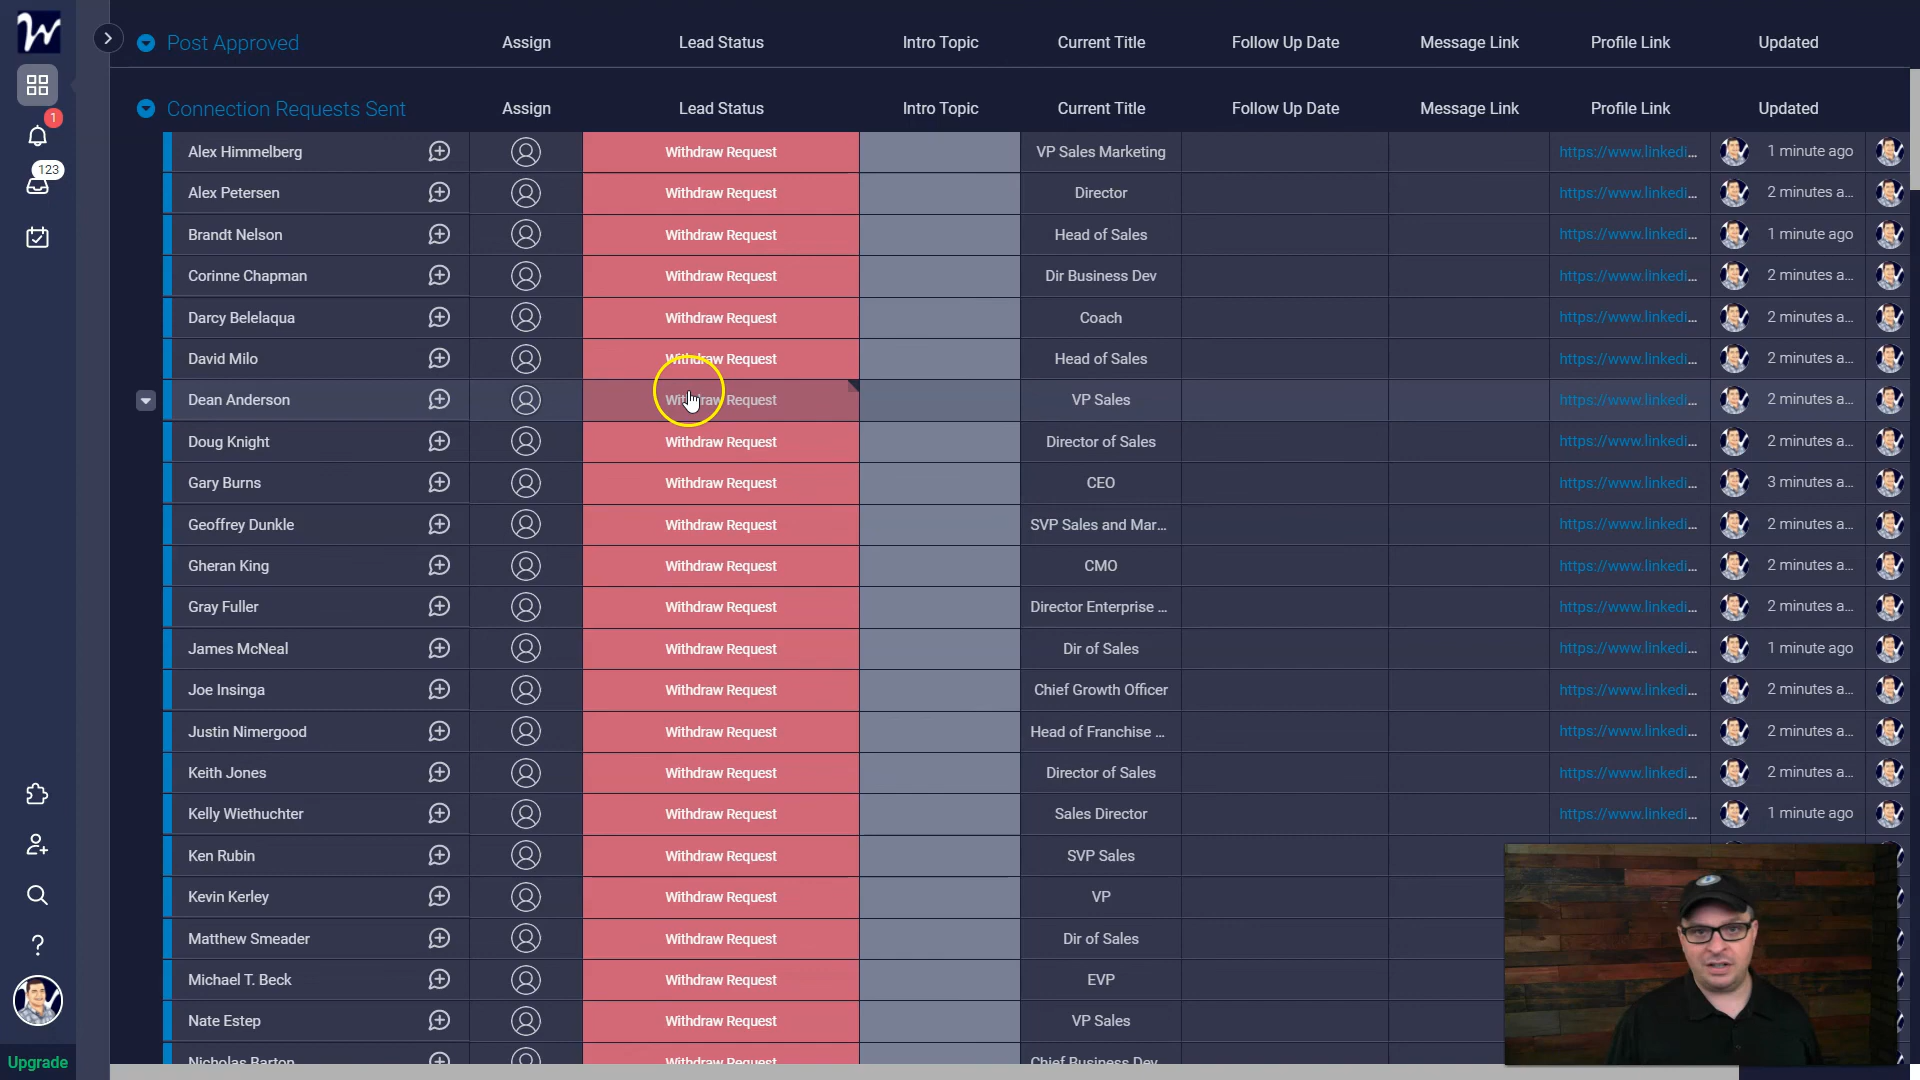 Post Approved Assign Lead Status Intro Topic Current Title Follow Up Date Message Link Profile Link Updated
Connection Requests Sent Assign Lead Status Intro Topic Current Title Follow Up Date Message Link Profile Link Updated
1
123
Alex Himmelberg Withdraw Request VP Sales Marketing https://www.linkedi... 1 minute ago
Alex Petersen Withdraw Request Director https://www.linkedi... 2 minutes a...
Brandt Nelson Withdraw Request Head of Sales https://www.linkedi... 1 minute ago
Corinne Chapman Withdraw Request Dir Business Dev https://www.linkedi... 2 minutes a...
Darcy Belelaqua Withdraw Request Coach https://www.linkedi... 2 minutes a...
David Milo Withdraw Request Head of Sales https://www.linkedi... 2 minutes a...
Dean Anderson Withdraw Request VP Sales https://www.linkedi... 2 minutes a...
Doug Knight Withdraw Request Director of Sales https://www.linkedi... 2 minutes a...
Gary Burns Withdraw Request CEO https://www.linkedi... 3 minutes a...
Geoffrey Dunkle Withdraw Request SVP Sales and Mar... https://www.linkedi... 2 minutes a...
Gheran King Withdraw Request CMO https://www.linkedi... 2 minutes a...
Gray Fuller Withdraw Request Director Enterprise ... https://www.linkedi... 2 minutes a...
James McNeal Withdraw Request Dir of Sales https://www.linkedi... 1 minute ago
Joe Insinga Withdraw Request Chief Growth Officer https://www.linkedi... 2 minutes a...
Justin Nimergood Withdraw Request Head of Franchise ... https://www.linkedi... 2 minutes a...
Keith Jones Withdraw Request Director of Sales https://www.linkedi... 2 minutes a...
Kelly Wiethuchter Withdraw Request Sales Director https://www.linkedi... 1 minute ago
Ken Rubin Withdraw Request SVP Sales
Kevin Kerley Withdraw Request VP
Matthew Smeader Withdraw Request Dir of Sales
Michael T. Beck Withdraw Request EVP
Nate Estep Withdraw Request VP Sales
Nicholas Barton Withdraw Request Chief Business Dev
Upgrade